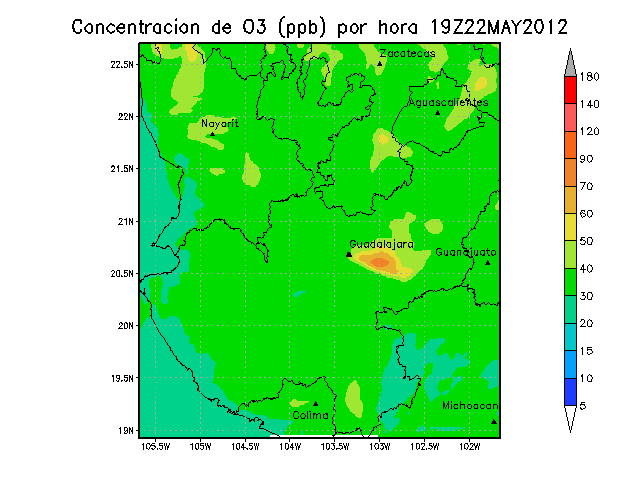 Concentracion de O3 (ppb) por hora 19Z22MAY2012
Zacatecas
22.5N
180
Aguascalientes
140
22N
Nayarit
120
90
21.5N
70
21N
60
50
Guadalajara
Guanajuato
40
20.5N
30
20N
20
15
19.5N
10
Michoacan
5
Colima
19N
105.5W 105W 104.5W 104W 103.5W 103W 102.5W 102W